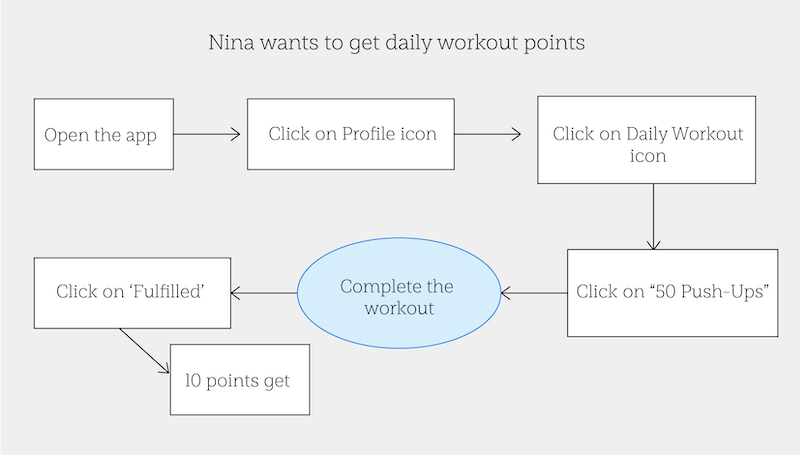 Nina wants to get daily workout points
Open the app
Click on Profile icon
Click on Daily Workout
icon
Click on “50 Push-Ups”
Complete the
workout
Click on ‘Fulfilled’
10 points get